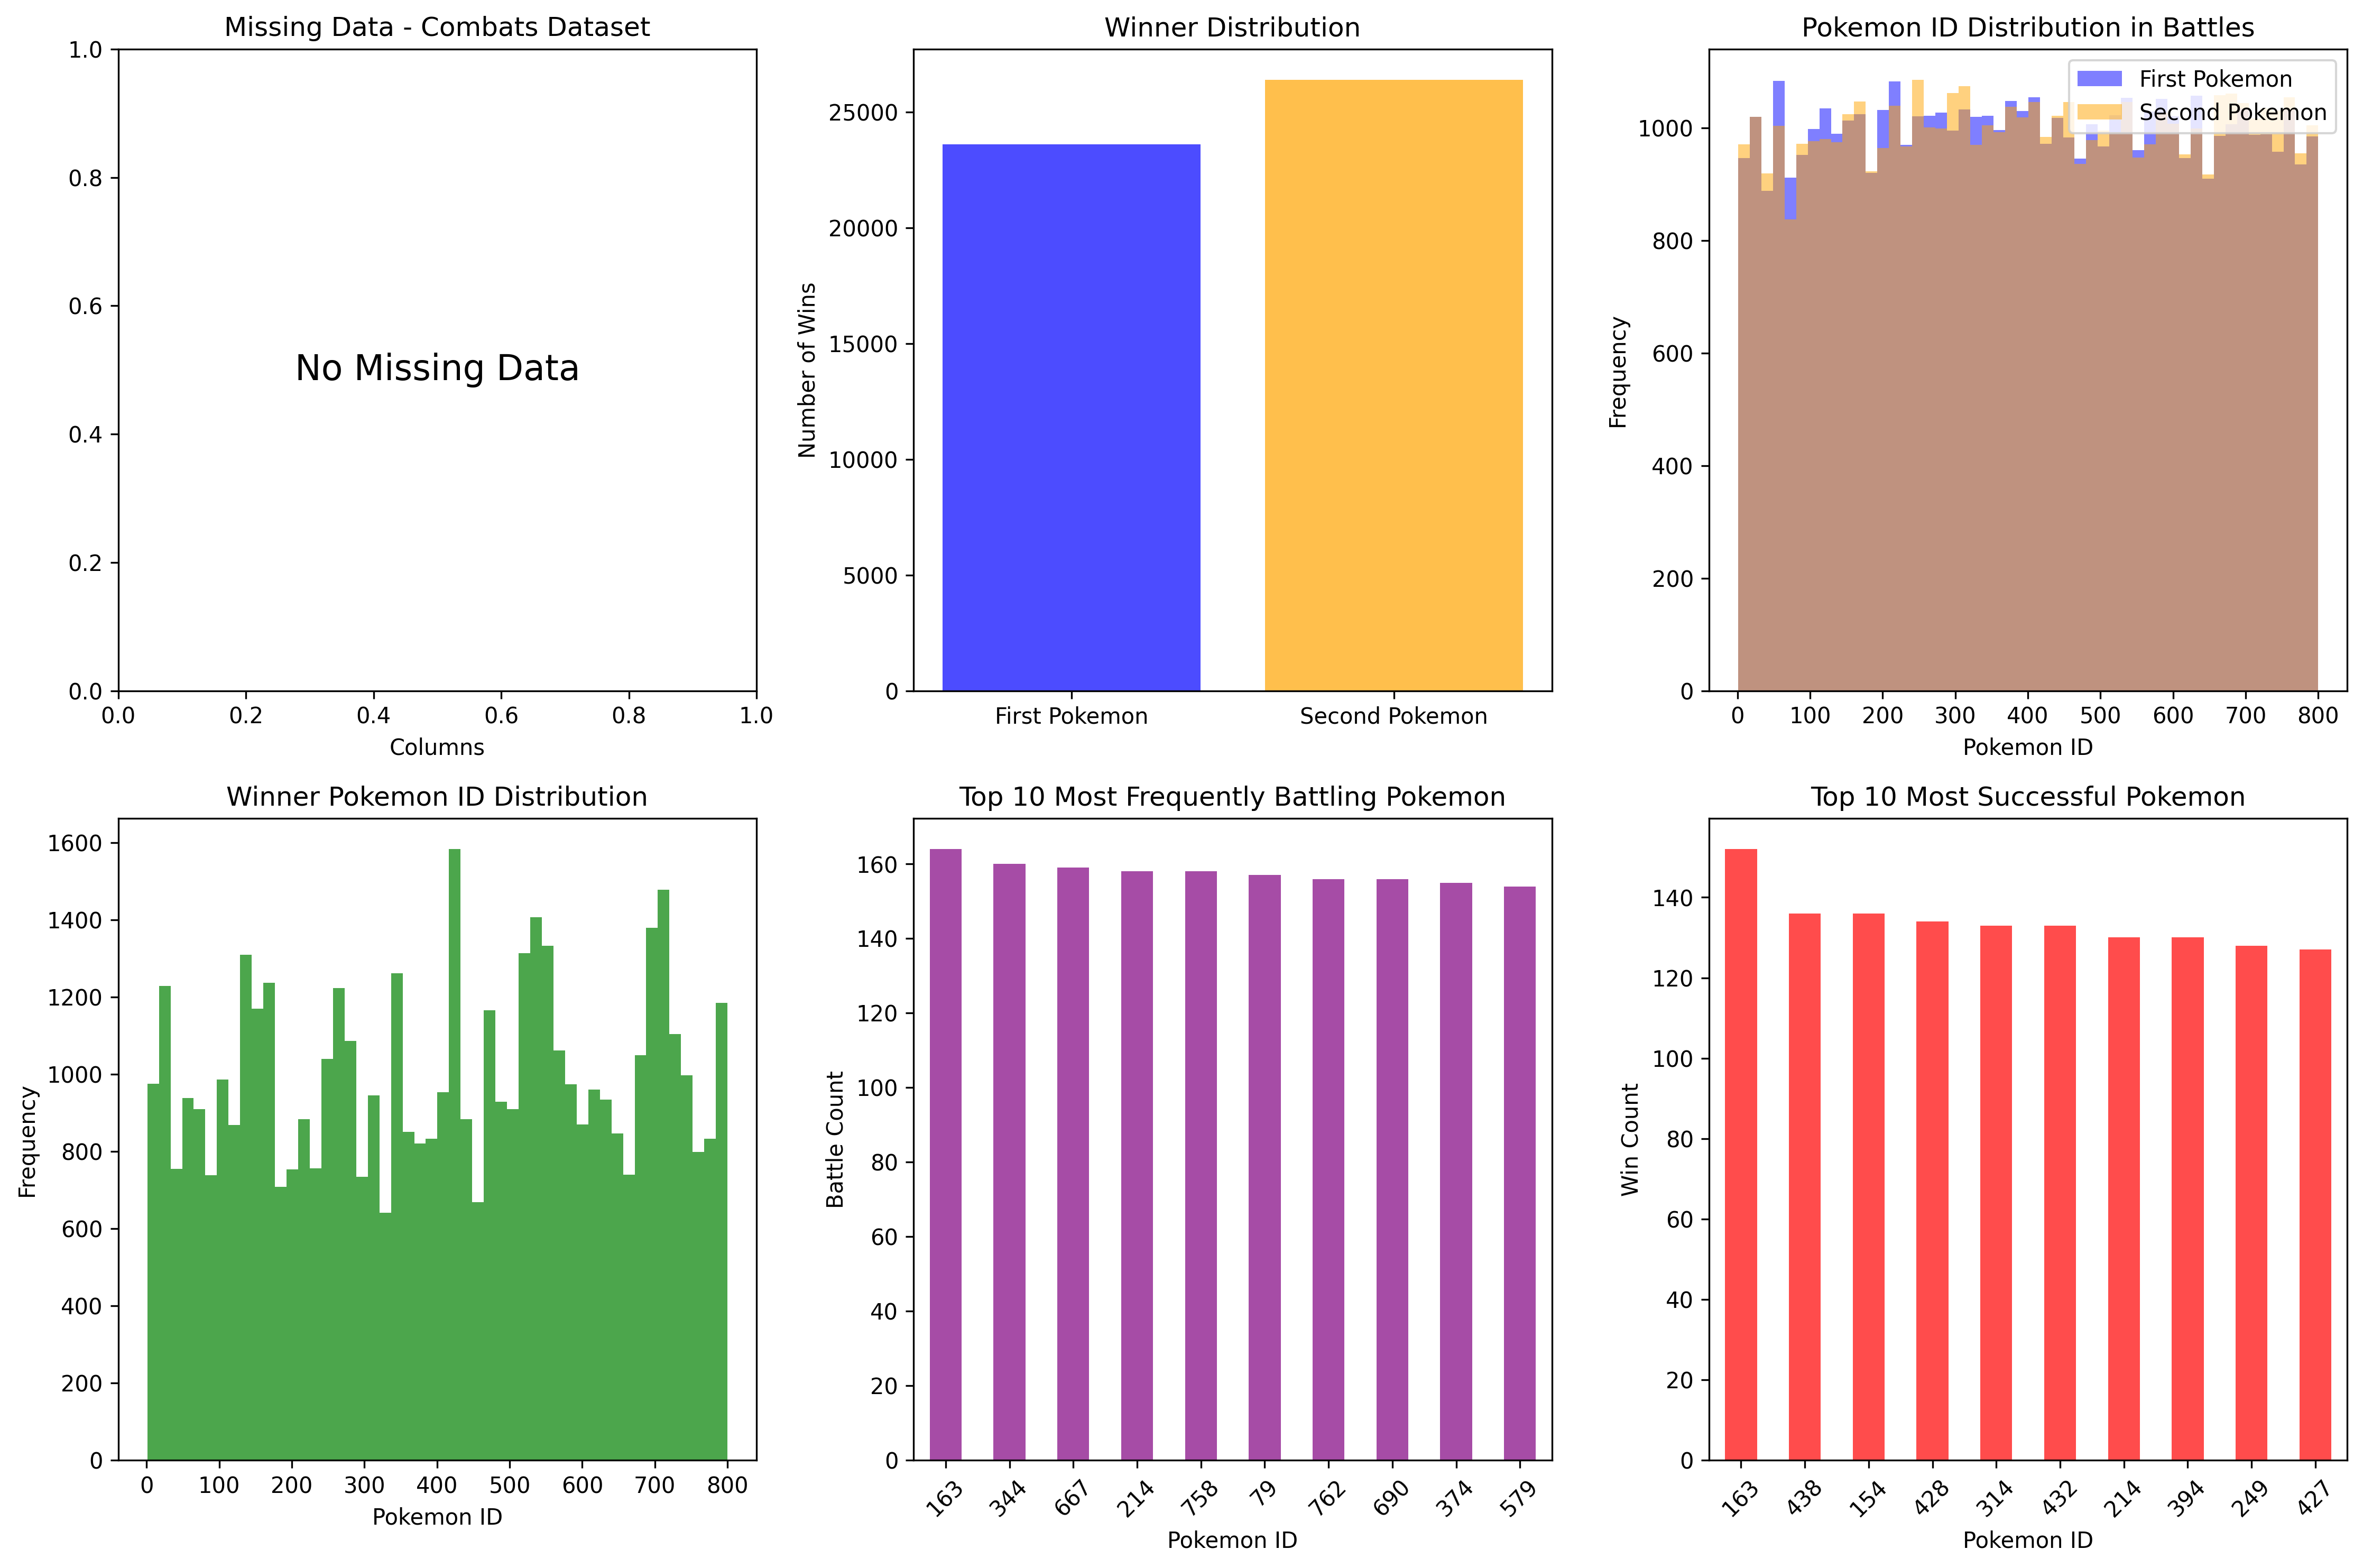 Missing Data - Combats Dataset
1.0
0.8
0.6
0.4
0.2
0.0
No Missing Data
0.0 0.2 0.4 0.6 0.8 1.0
Columns
Winner Distribution
Number of Wins
25000
20000
15000
10000
5000
0
First Pokemon Second Pokemon
Pokemon ID Distribution in Battles
Frequency
1000
800
600
400
200
0
First Pokemon
Second Pokemon
0 100 200 300 400 500 600 700 800
Pokemon ID
Winner Pokemon ID Distribution
Frequency
1600
1400
1200
1000
800
600
400
200
0
0 100 200 300 400 500 600 700 800
Pokemon ID
Top 10 Most Frequently Battling Pokemon
Battle Count
160
140
120
100
80
60
40
20
0
163 344 667 214 758 79 762 690 374 579
Pokemon ID
Top 10 Most Successful Pokemon
Win Count
140
120
100
80
60
40
20
0
163 438 154 428 314 432 214 394 249 427
Pokemon ID